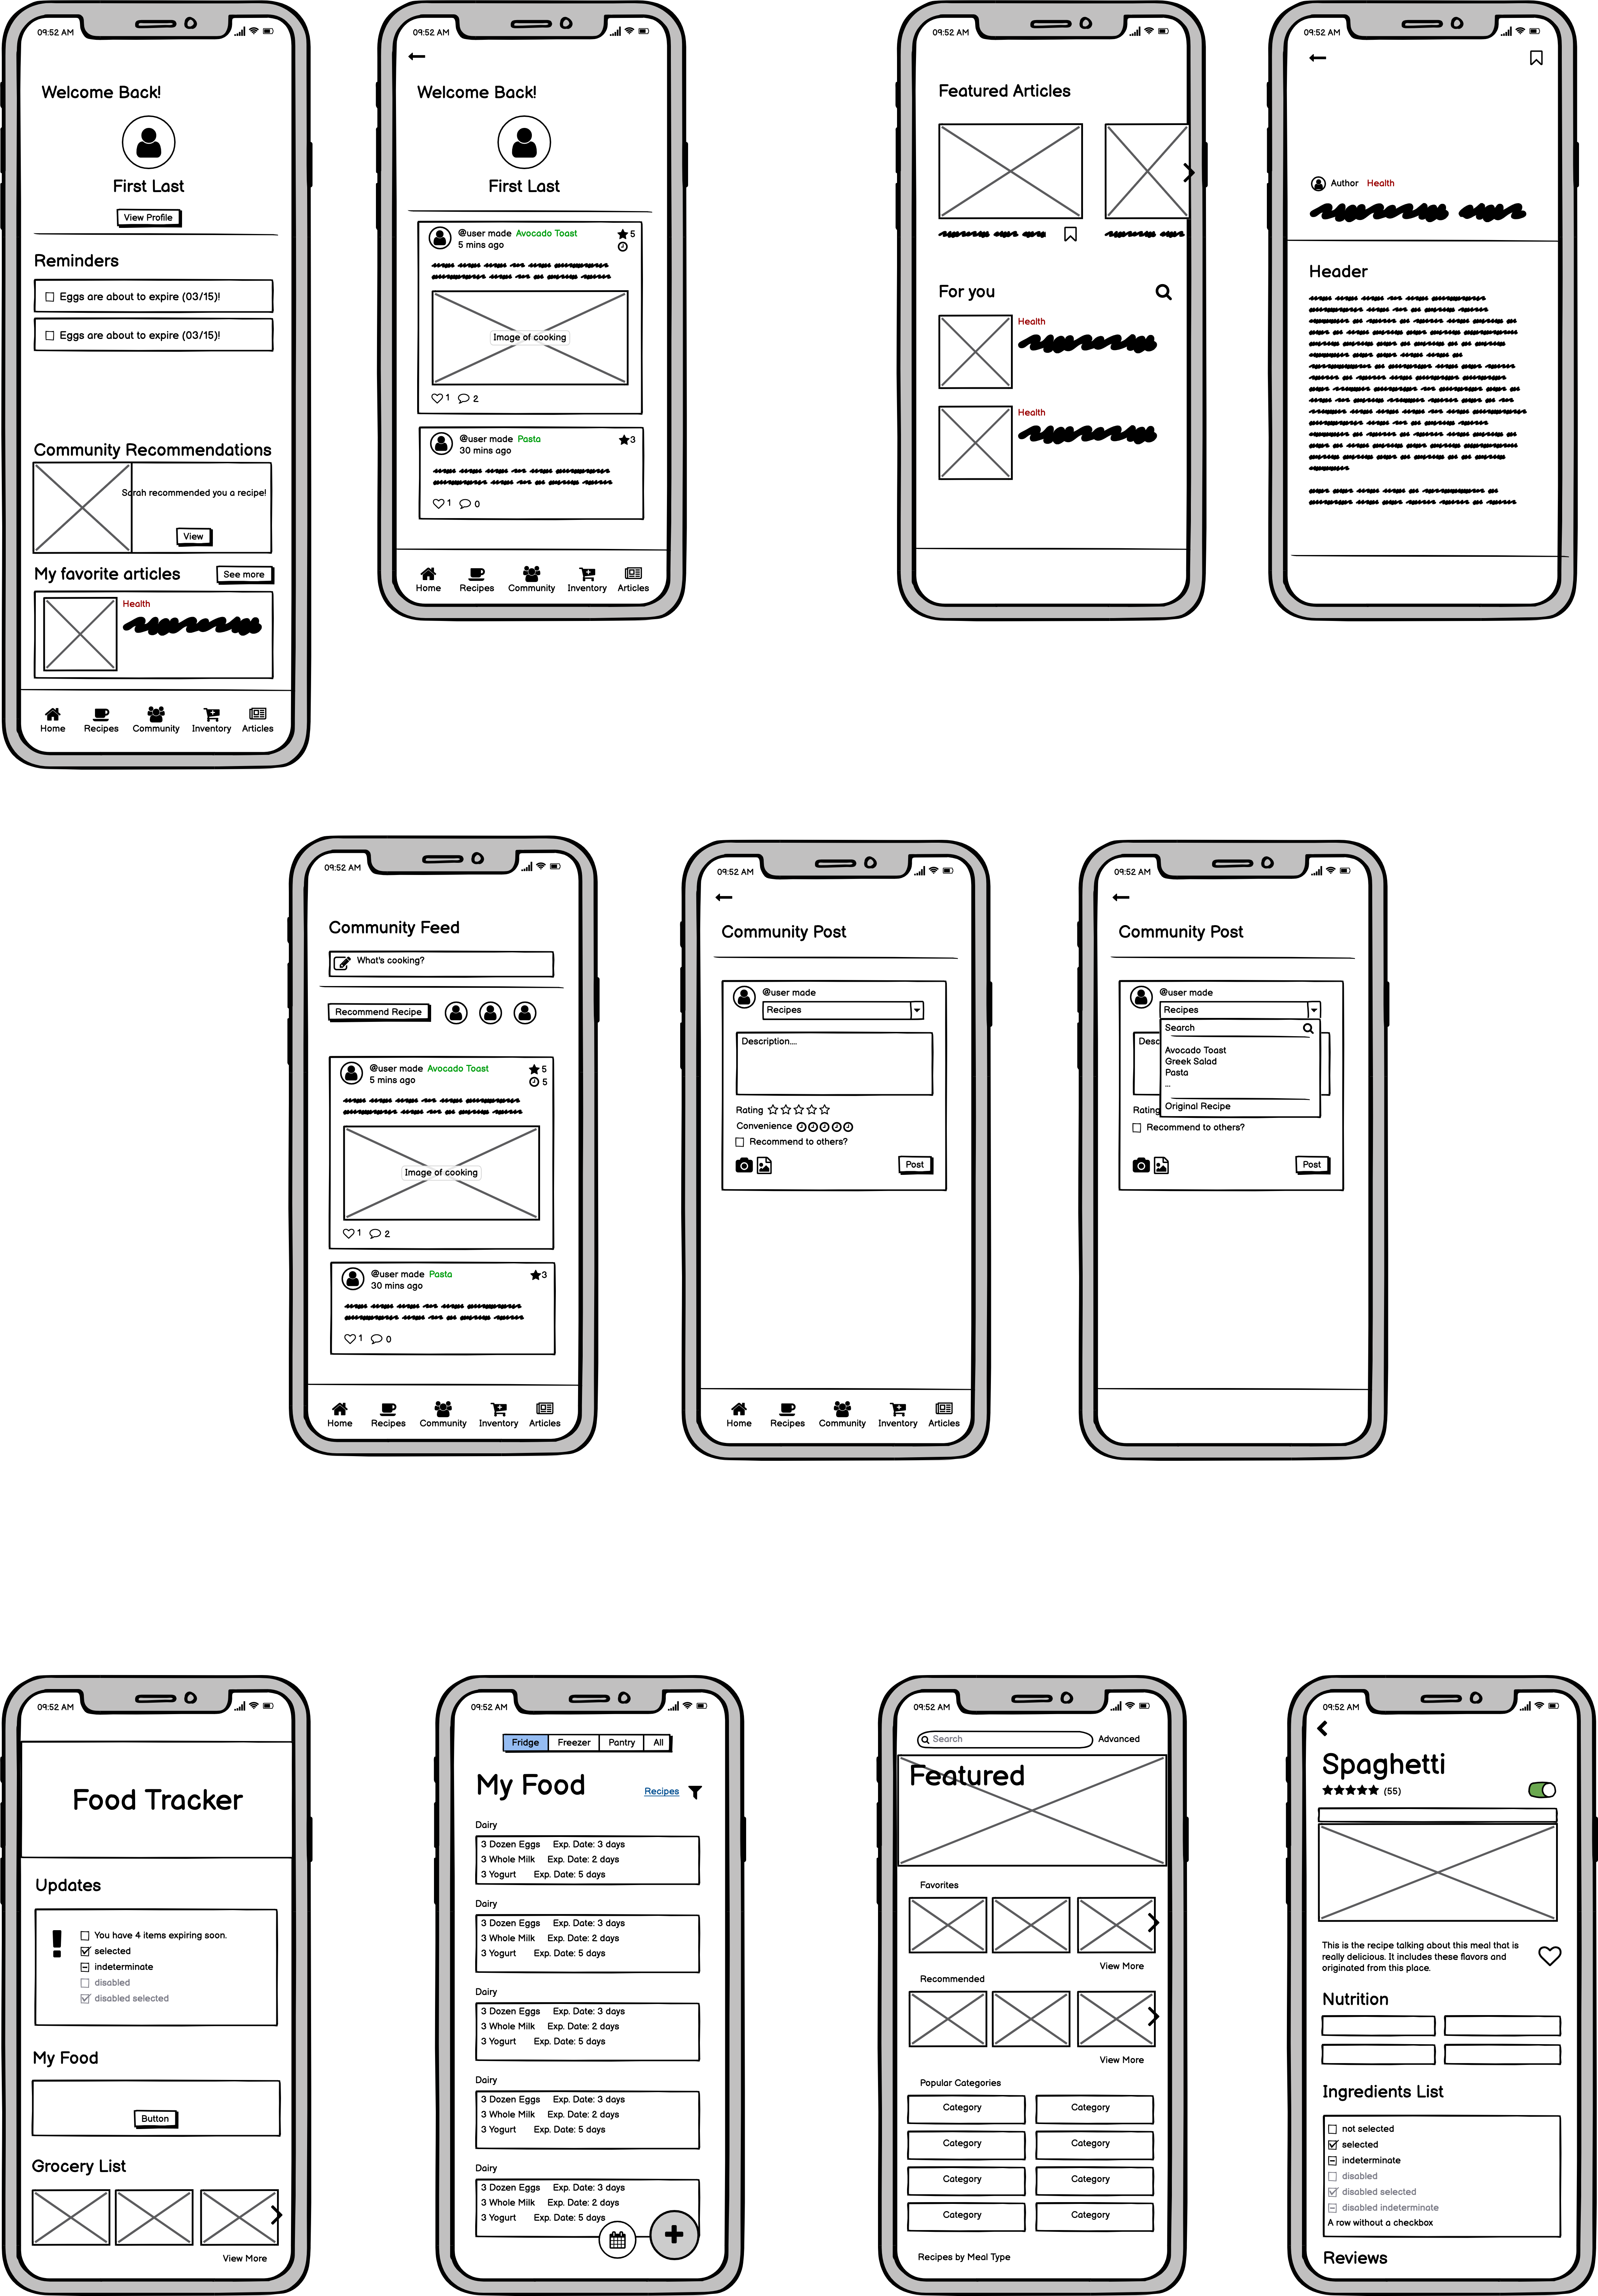 09:52 AM
Welcome Back!
First Last
View Profile
Reminders
Eggs are about to expire (03/15)!
Eggs are about to expire (03/15)!
Community Recommendations
Sarah recommended you a recipe!
View
My favorite articles
See more
Health
Home Recipes Community Inventory Articles
09:52 AM
Welcome Back!
First Last
@user made Avocado Toast 5
5 mins ago
Image of cooking
1 2
@user made Pasta 3
30 mins ago
1 0
Home Recipes Community Inventory Articles
09:52 AM
Featured Articles
For you
Health
Health
09:52 AM
Author Health
Header
09:52 AM
Community Feed
What's cooking?
Recommend Recipe
@user made Avocado Toast 5
5 mins ago 5
Image of cooking
1 2
@user made Pasta 3
30 mins ago
1 0
Home Recipes Community Inventory Articles
09:52 AM
Community Post
@user made
Recipes
Description....
Rating
Convenience
Recommend to others?
Post
Home Recipes Community Inventory Articles
09:52 AM
Community Post
@user made
Recipes
Search
Desc
Avocado Toast
Greek Salad
Pasta
...
Original Recipe
Rating
Recommend to others?
Post
09:52 AM
Food Tracker
Updates
You have 4 items expiring soon.
selected
indeterminate
disabled
disabled selected
My Food
Button
Grocery List
View More
09:52 AM
Fridge Freezer Pantry All
My Food Recipes
Dairy
3 Dozen Eggs Exp. Date: 3 days
3 Whole Milk Exp. Date: 2 days
3 Yogurt Exp. Date: 5 days
Dairy
3 Dozen Eggs Exp. Date: 3 days
3 Whole Milk Exp. Date: 2 days
3 Yogurt Exp. Date: 5 days
Dairy
3 Dozen Eggs Exp. Date: 3 days
3 Whole Milk Exp. Date: 2 days
3 Yogurt Exp. Date: 5 days
Dairy
3 Dozen Eggs Exp. Date: 3 days
3 Whole Milk Exp. Date: 2 days
3 Yogurt Exp. Date: 5 days
Dairy
3 Dozen Eggs Exp. Date: 3 days
3 Whole Milk Exp. Date: 2 days
3 Yogurt Exp. Date: 5 days
09:52 AM
Search Advanced
Featured
Favorites
View More
Recommended
View More
Popular Categories
Category Category
Category Category
Category Category
Category Category
Recipes by Meal Type
09:52 AM
Spaghetti
(55)
This is the recipe talking about this meal that is
really delicious. It includes these flavors and
originated from this place.
Nutrition
Ingredients List
not selected
selected
indeterminate
disabled
disabled selected
disabled indeterminate
A row without a checkbox
Reviews